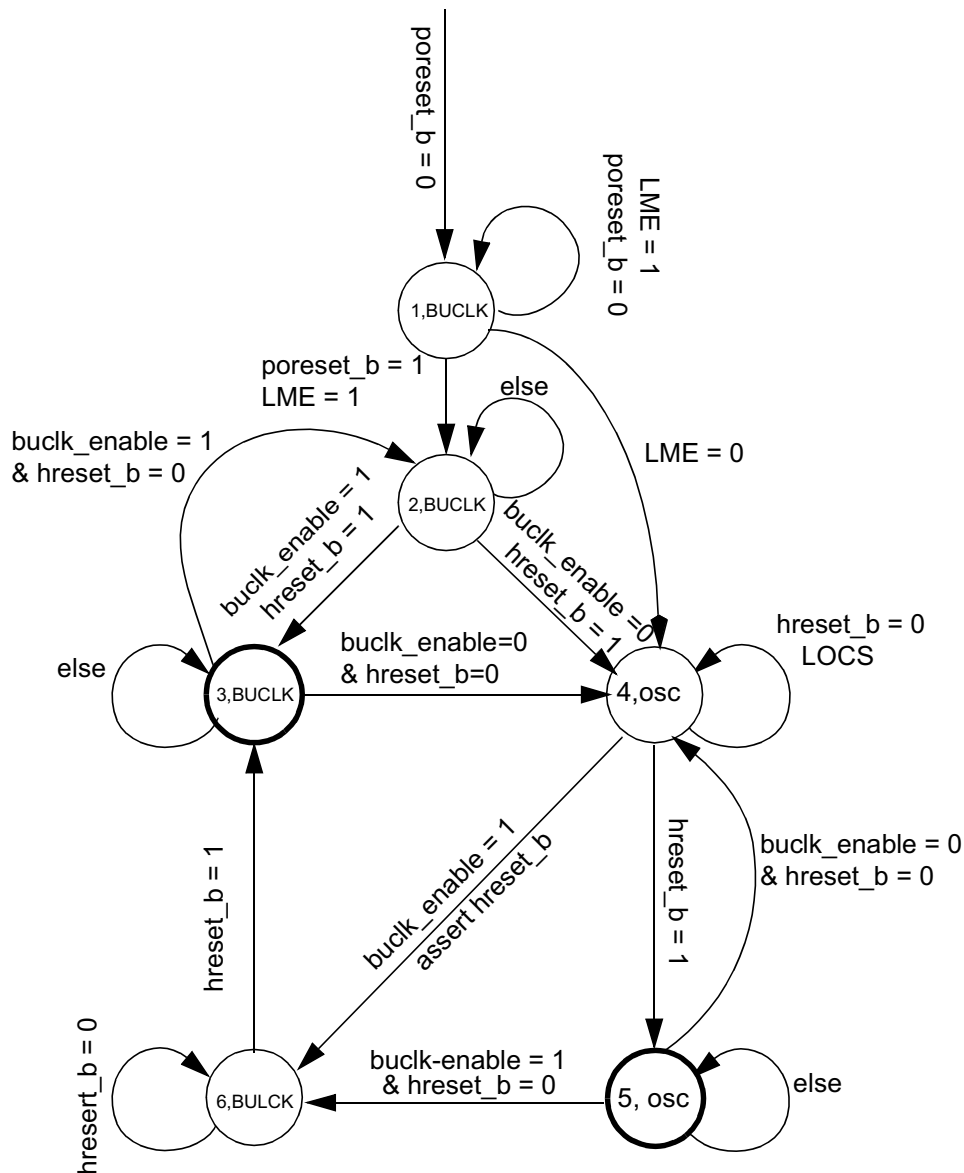 poreset_b = 0
LME = 1
poreset_b = 0
1,BUCLK
poreset_b = 1
LME = 1
else
buclk_enable = 1
& hreset_b = 0
LME = 0
2,BUCLK
buclk_enable = 1
hreset_b = 1
buclk_enable =0
hreset_b = 1
hreset_b = 0
LOCS
buclk_enable=0
& hreset_b=0
else
3,BUCLK
4,osc
hreset_b = 1
buclk_enable = 1
assert hreset_b
hreset_b = 1
buclk_enable = 0
& hreset_b = 0
hresert_b = 0
6,BULCK
buclk-enable = 1
& hreset_b = 0
5, osc
else